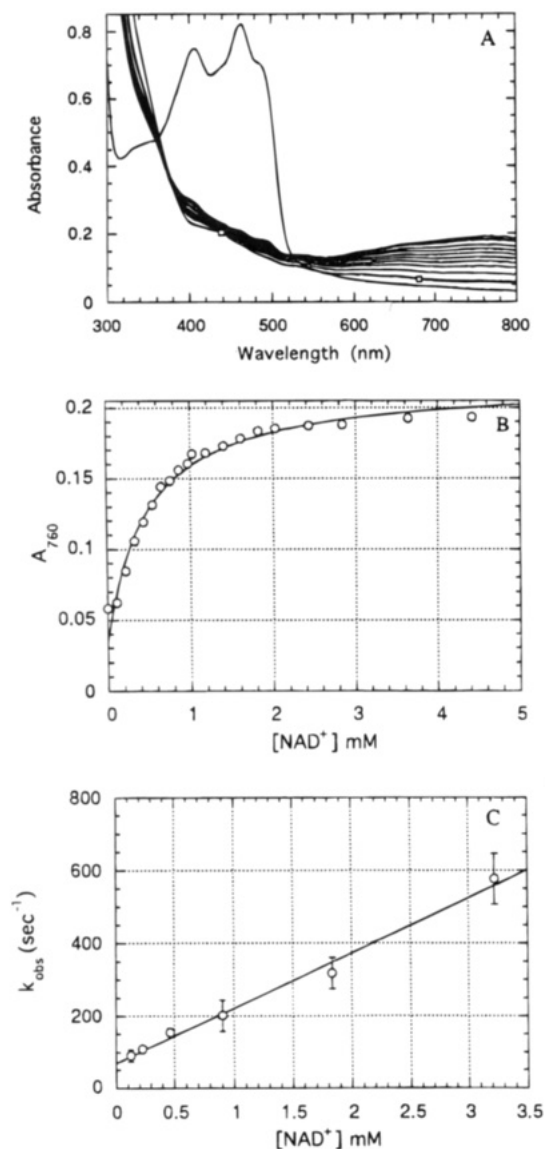 A
Absorbance
0.8
0.6
0.4
0.2
0
300 400 500 600 700 800
Wavelength (nm)
B
A760
0.2
0.15
0.1
0.05
0
0 1 2 3 4 5
[NAD+] mM
C
k obs (sec-1)
800
600
400
200
0
0 0.5 1 1.5 2 2.5 3 3.5
[NAD+] mM